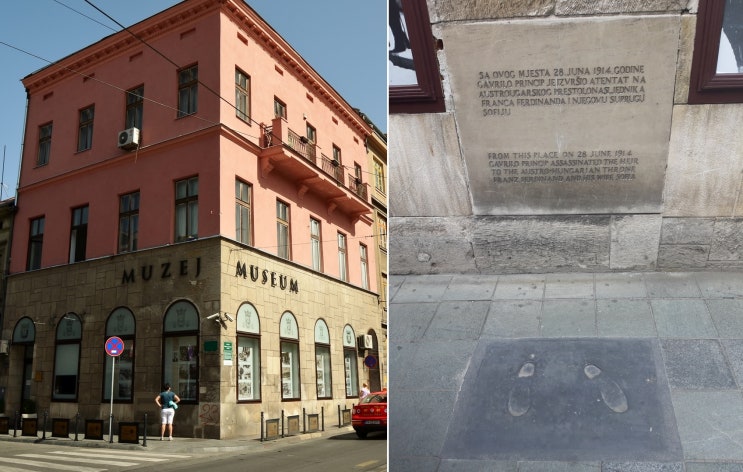 MUZEJ
MUSEUM
SA OVOG MJESTA 28. JUNA 1914. GODINE
GAVRILO PRINCIP JE IZVRŠIO ATENTAT NA
AUSTROUGARSKOG PRESTOLONASLJEDNIKA
FRANCA FERDINANDA I NJEGOVU SUPRUGU
SOFIJU
FROM THIS PLACE ON 28 JUNE 1914
GAVRILO PRINCIP ASSASSINATED THE HEIR
TO THE AUSTRO-HUNGARIAN THRONE
FRANZ FERDINAND AND HIS WIFE SOFIA